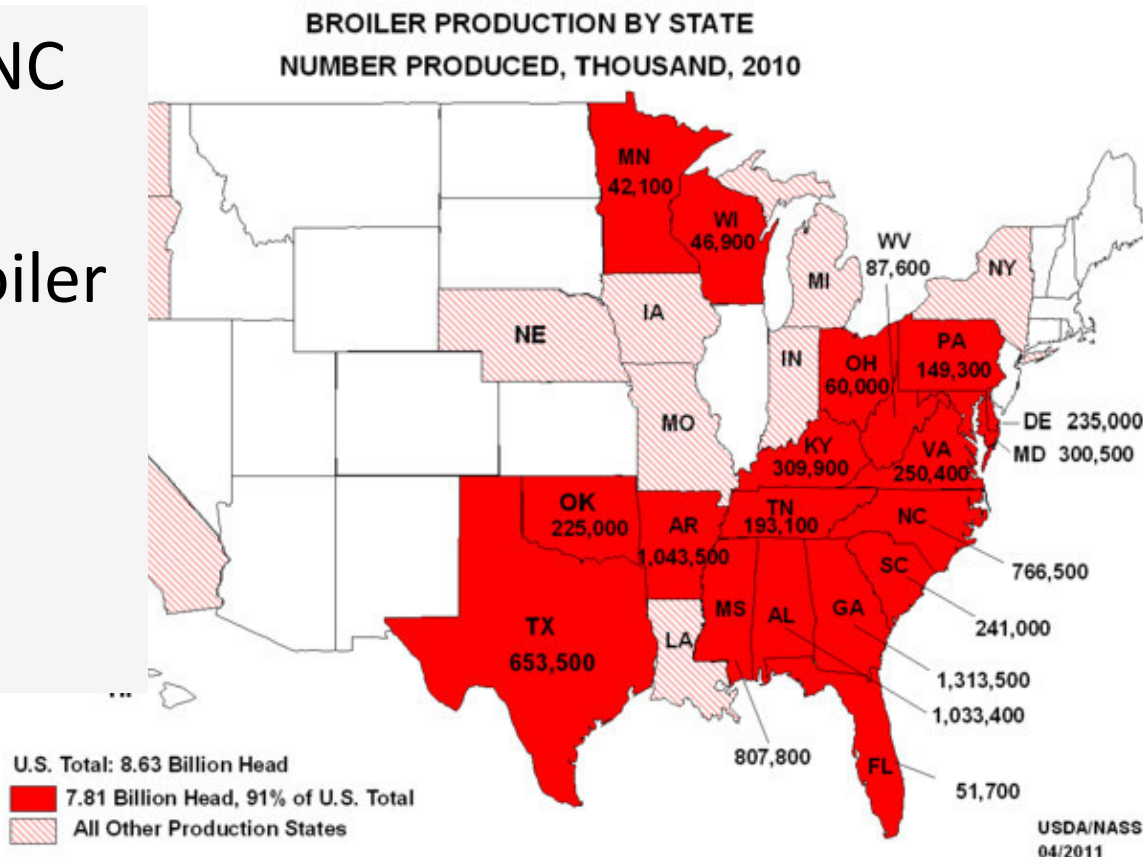 NC
oiler
BROILER PRODUCTION BY STATE
NUMBER PRODUCED, THOUSAND, 2010
MN
42,100
WI
46,900
WV
87,600
MI
NY
IA
NE
IN
OH
60,000
PA
149,300
MO
DE 235,000
MD 300,500
KY
309,900
VA
250,400
OK
225,000
AR
1,043,500
TN
193,100
NC
766,500
SC
241,000
MS
AL
GA
1,313,500
1,033,400
TX
653,500
LA
807,800
FL
51,700
U.S. Total: 8.63 Billion Head
7.81 Billion Head, 91% of U.S. Total
All Other Production States
USDA/NASS
04/2011